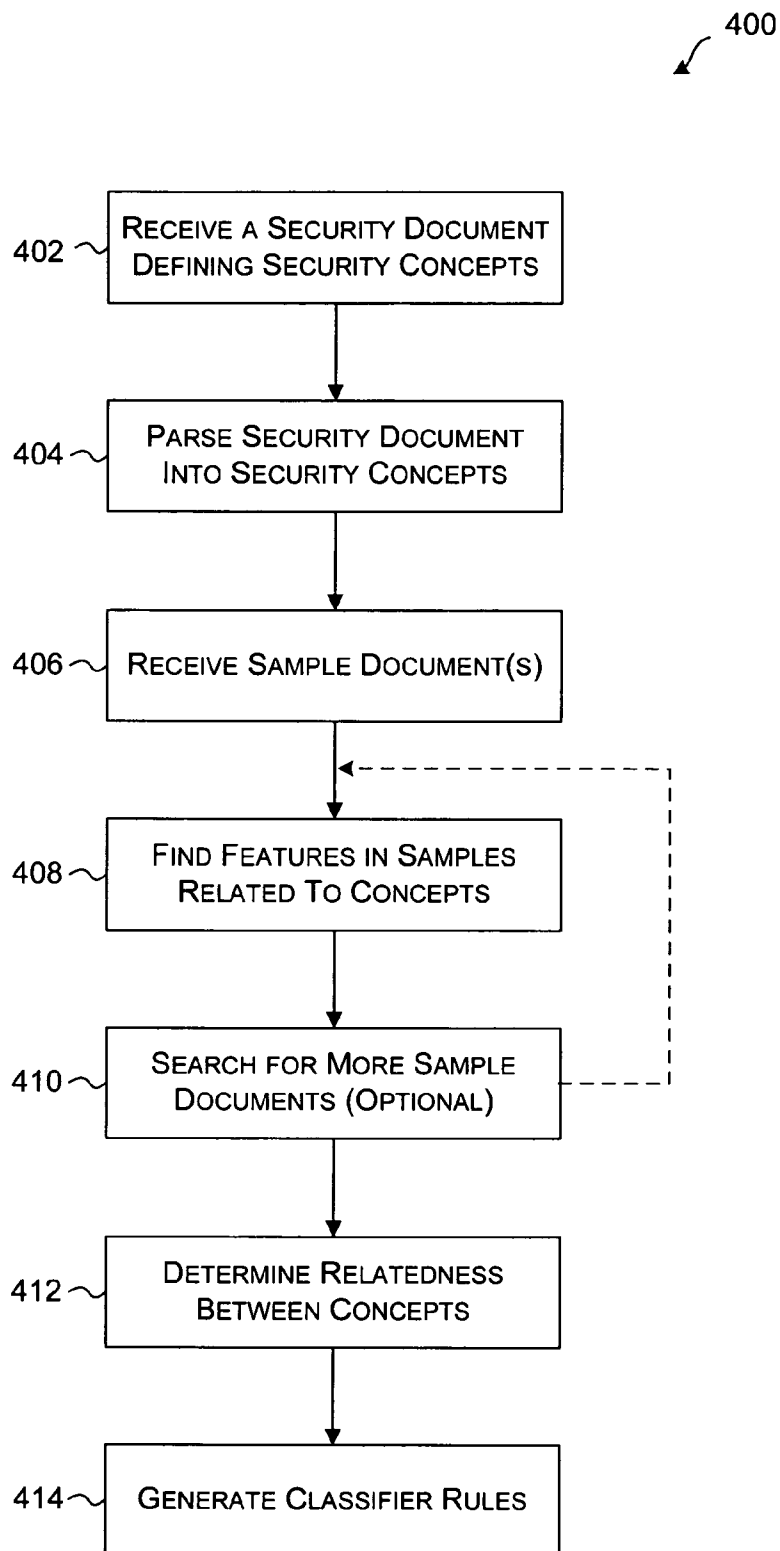 400
402
RECEIVE A SECURITY DOCUMENT
DEFINING SECURITY CONCEPTS
404
PARSE SECURITY DOCUMENT
INTO SECURITY CONCEPTS
406
RECEIVE SAMPLE DOCUMENT(S)
408
FIND FEATURES IN SAMPLES
RELATED TO CONCEPTS
410
SEARCH FOR MORE SAMPLE
DOCUMENTS (OPTIONAL)
412
DETERMINE RELATEDNESS
BETWEEN CONCEPTS
414
GENERATE CLASSIFIER RULES